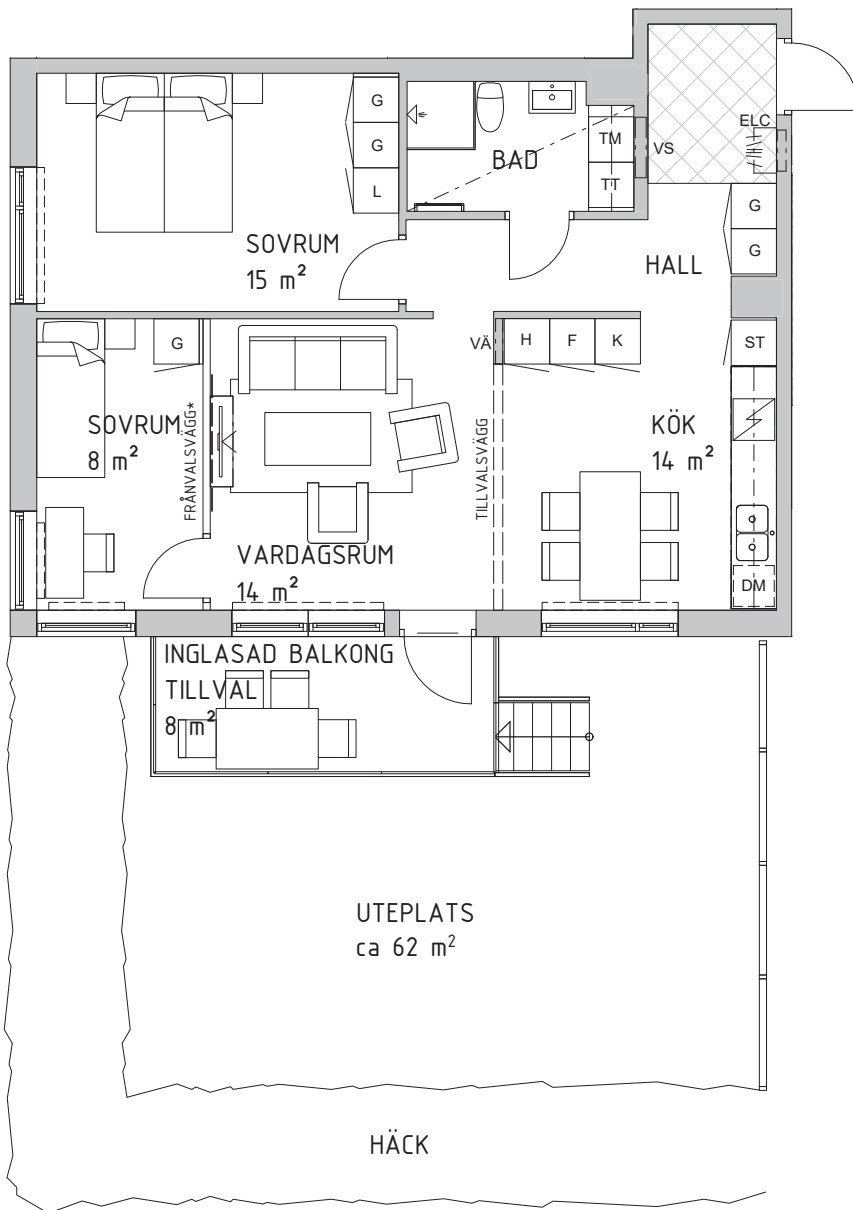 ELC
G
G
L
TM
TT
BAD
VS
G
G
SOVRUM
15 m²
HALL
VÄ
H
F
K
ST
G
SOVRUM
8 m²
FRÅNVALSVÄGG*
TILLVALSVÄGG
KÖK
14 m²
VARDAGSRUM
14 m²
DM
INGLASAD BALKONG
TILLVAL
8 m²
UTEPLATS
ca 62 m²
HÄCK